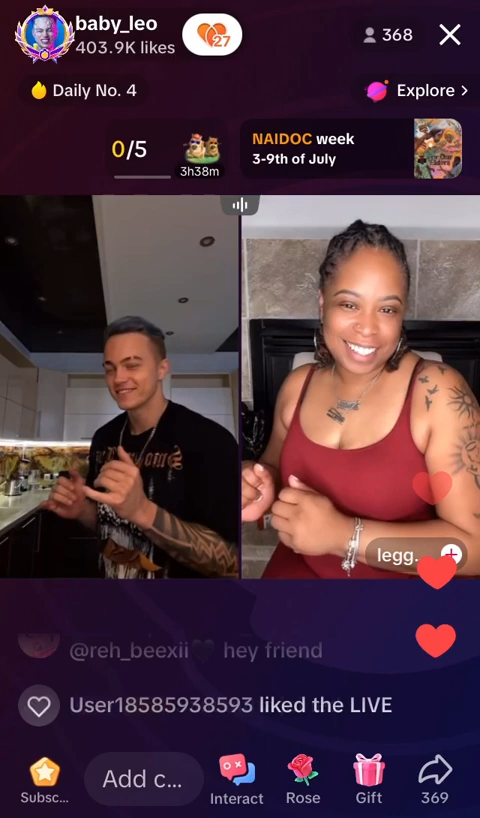 baby_leo
403.9K likes
27
368
Daily No. 4
Explore >
0/5
3h38m
NAIDOC week
3-9th of July
legg.
@reh_beexii🖤 hey friend
User18585938593 liked the LIVE
Subsc...
Add c...
Interact
Rose
Gift
369